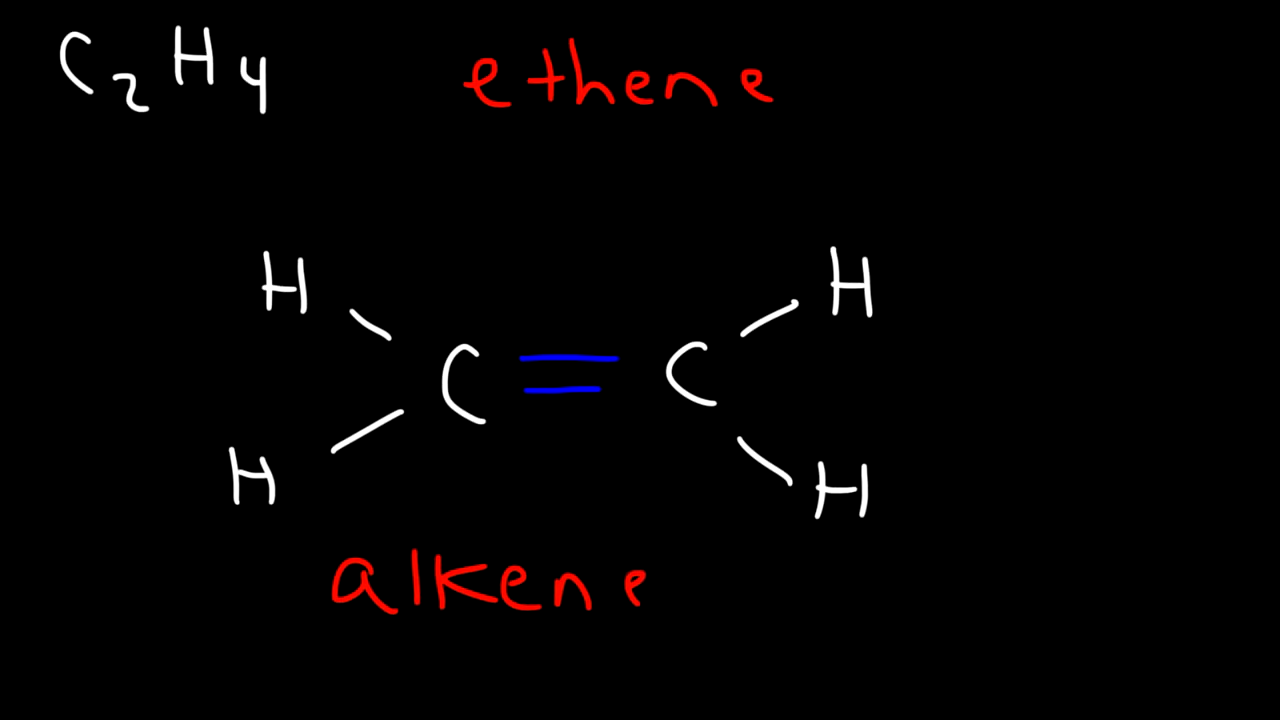 C₂H₄ ethene
H H
C = C
H H
alkene